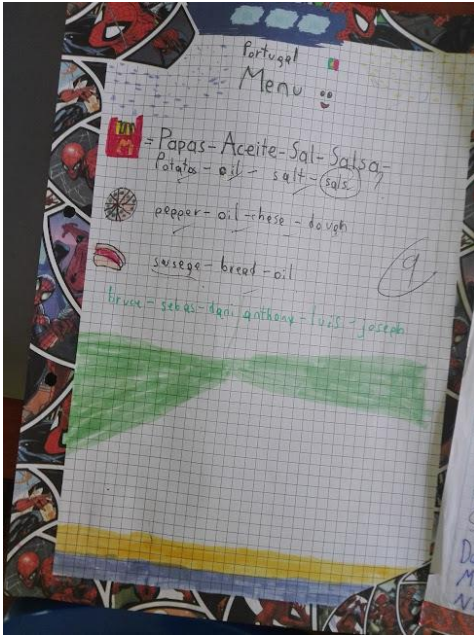 Portugal
Menu
= Papas-Aceite-Sal-Salsa-
Potatos - oil - salt - sals ?
pepper - oil - chese - dough
susege - bread - oil
9
bruce - sebas - dani anthony - luis - joseph